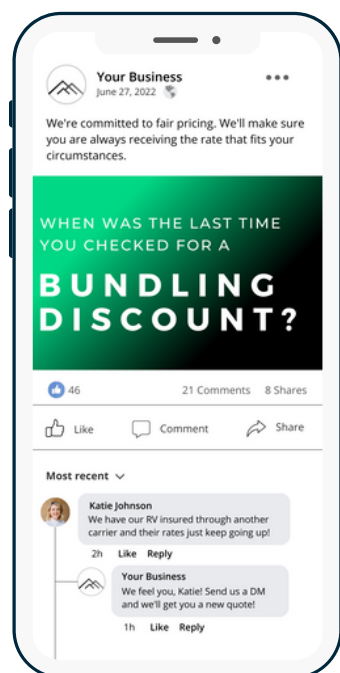 Your Business
June 27, 2022
We're committed to fair pricing. We'll make sure
you are always receiving the rate that fits your
circumstances.
WHEN WAS THE LAST TIME
YOU CHECKED FOR A
BUNDLING
DISCOUNT?
46 21 Comments 8 Shares
Like Comment Share
Most recent
Katie Johnson
We have our RV insured through another
carrier and their rates just keep going up!
2h Like Reply
Your Business
We feel you, Katie! Send us a DM
and we'll get you a new quote!
1h Like Reply